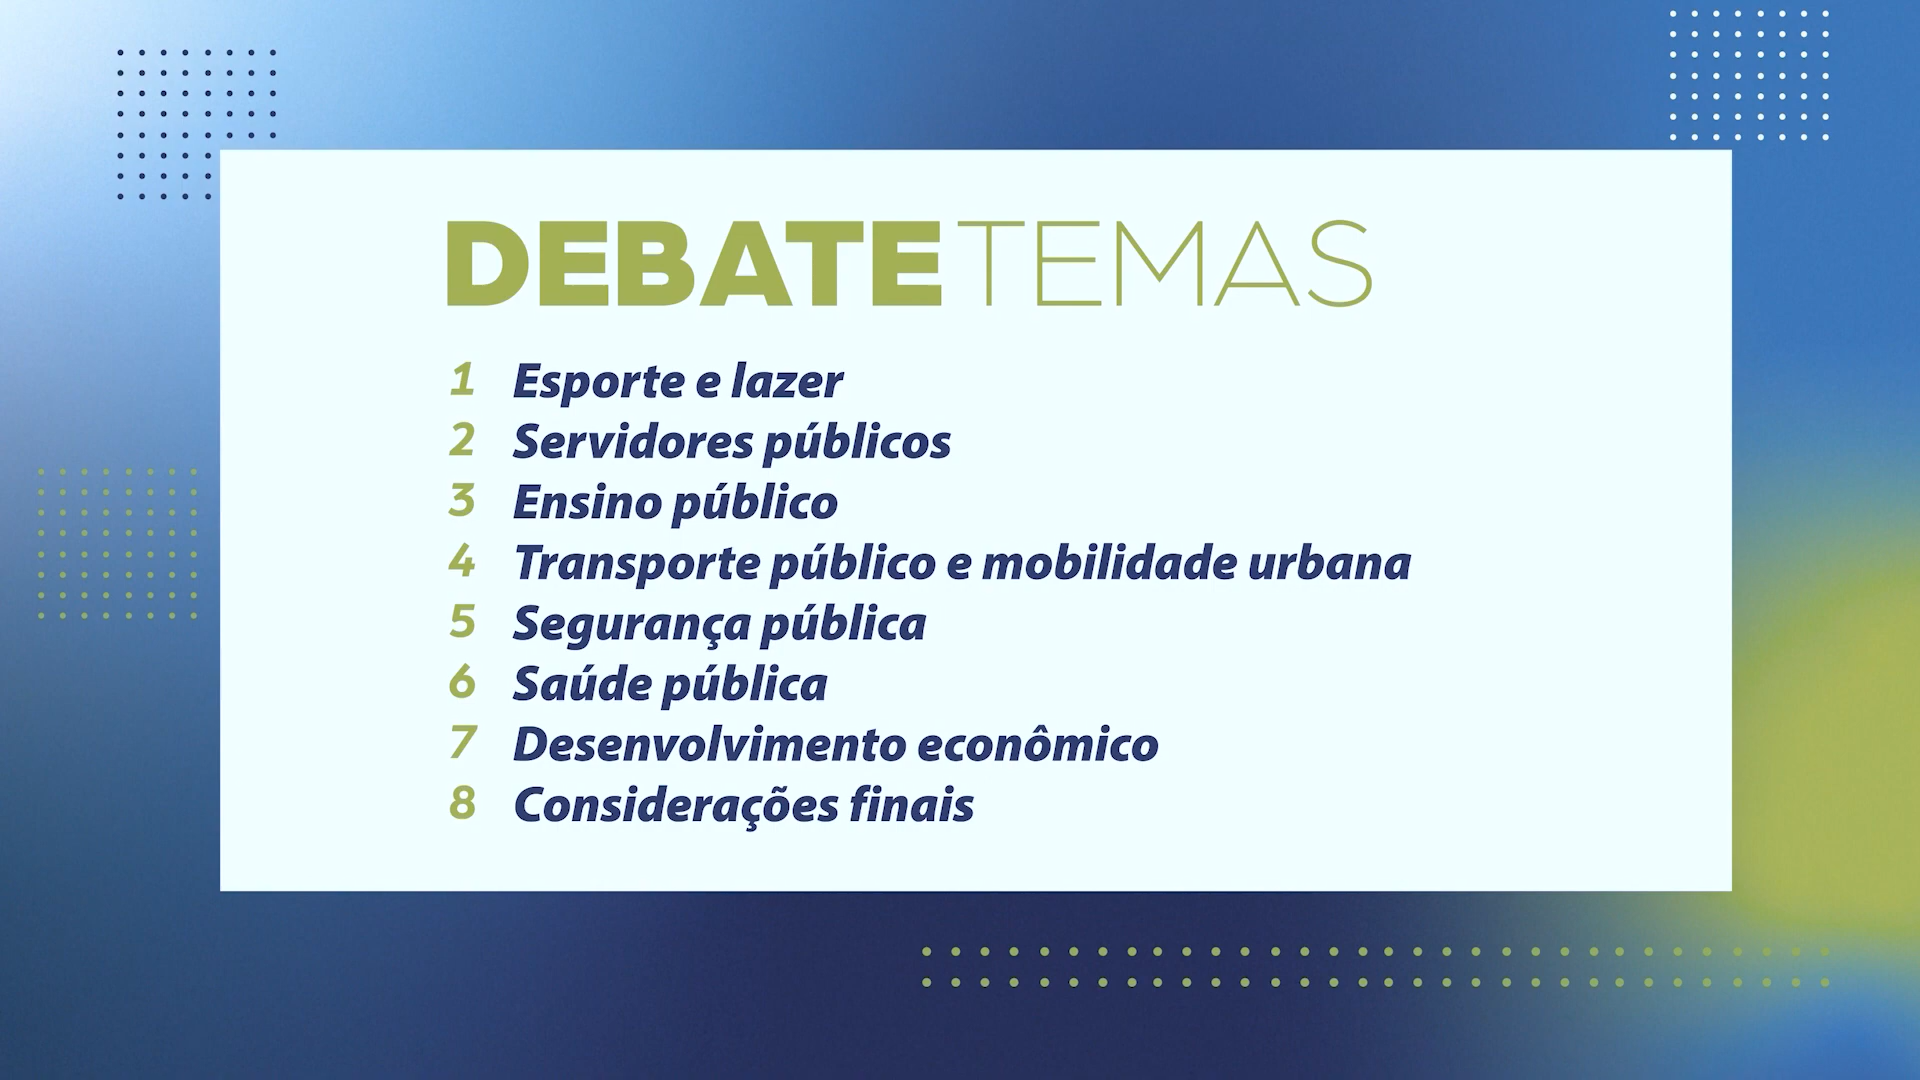 DEBATE TEMAS
1 Esporte e lazer
2 Servidores públicos
3 Ensino público
4 Transporte público e mobilidade urbana
5 Segurança pública
6 Saúde pública
7 Desenvolvimento econômico
8 Considerações finais